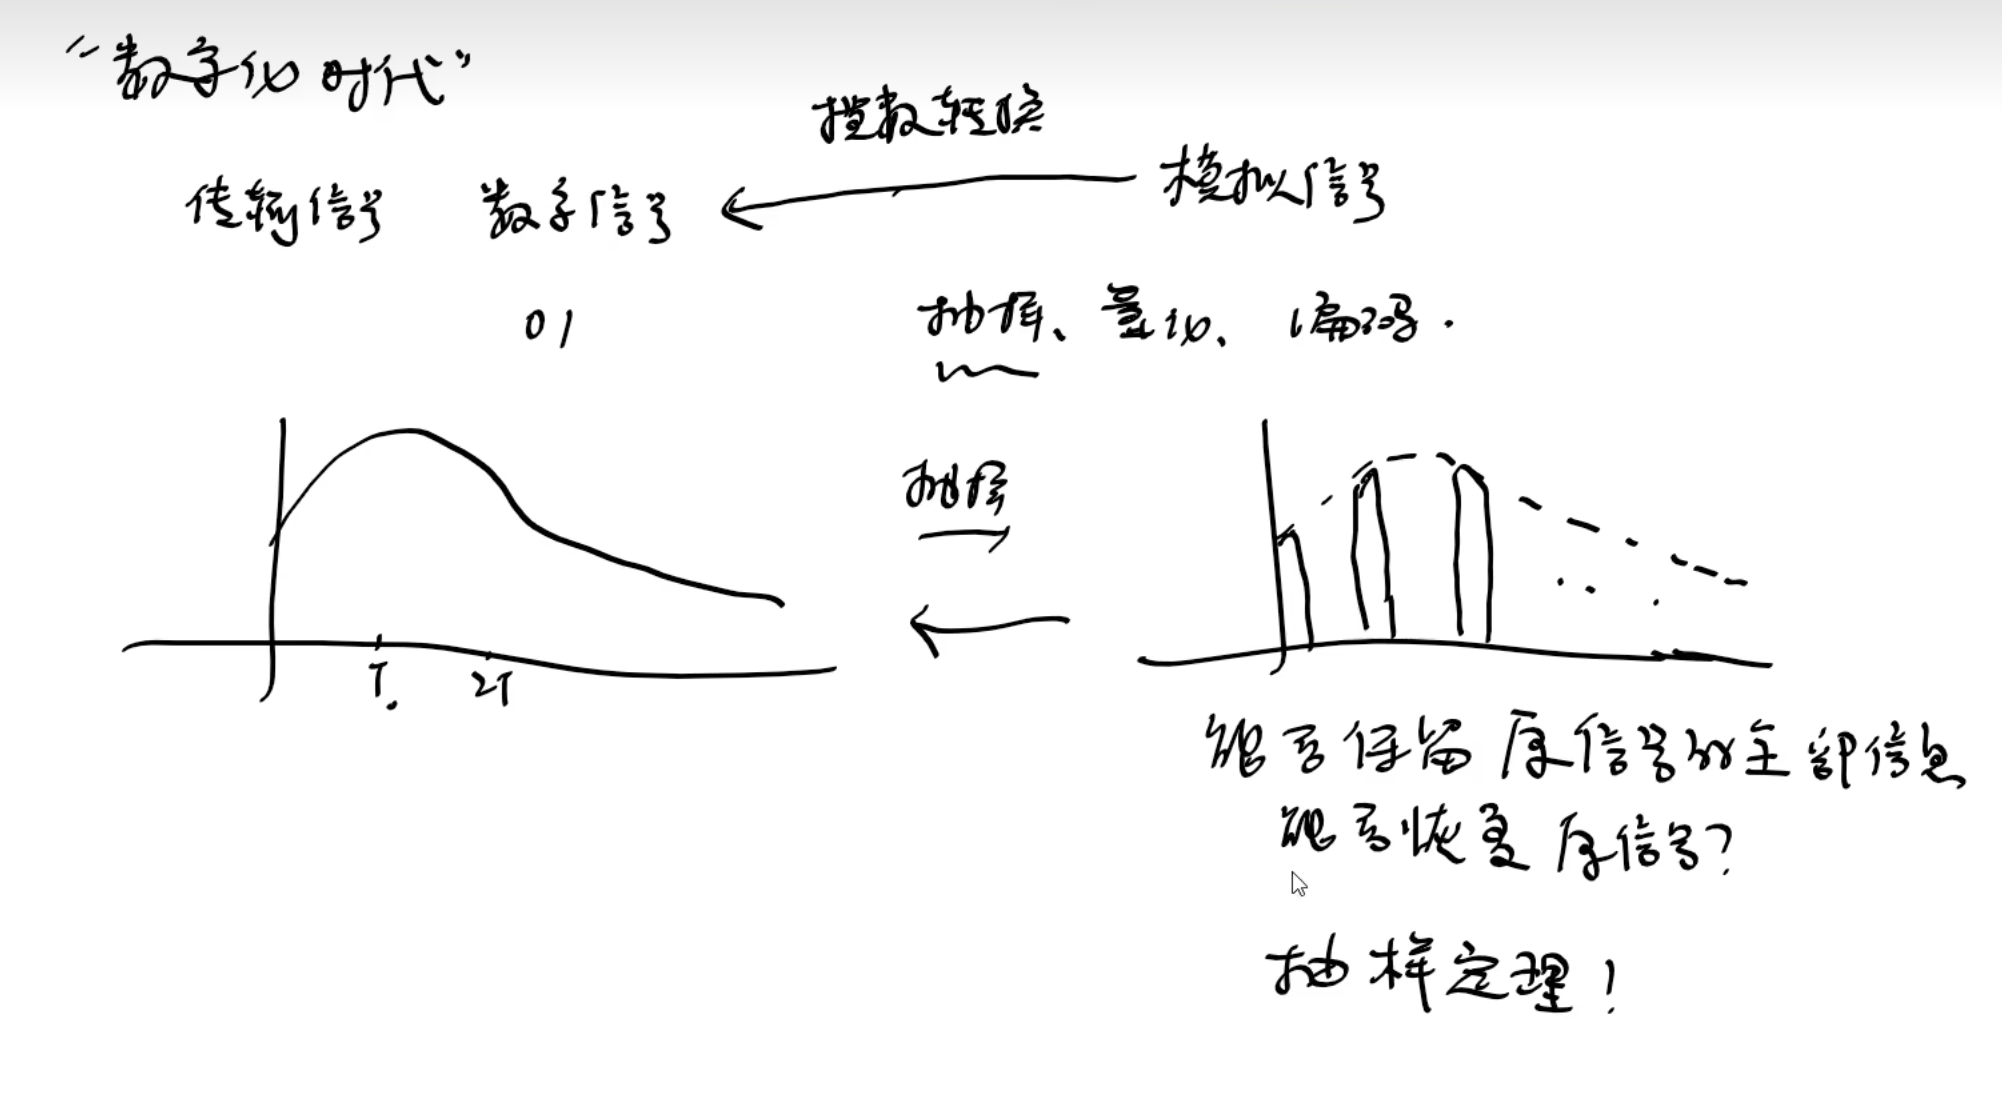 “数字化时代”
模数转换
传输信号 数字信号 模拟信号
01 抽样、量化、编码.
抽样
T. 2T
能否保留原信号的全部信息
能否恢复原信号?
抽样定理!